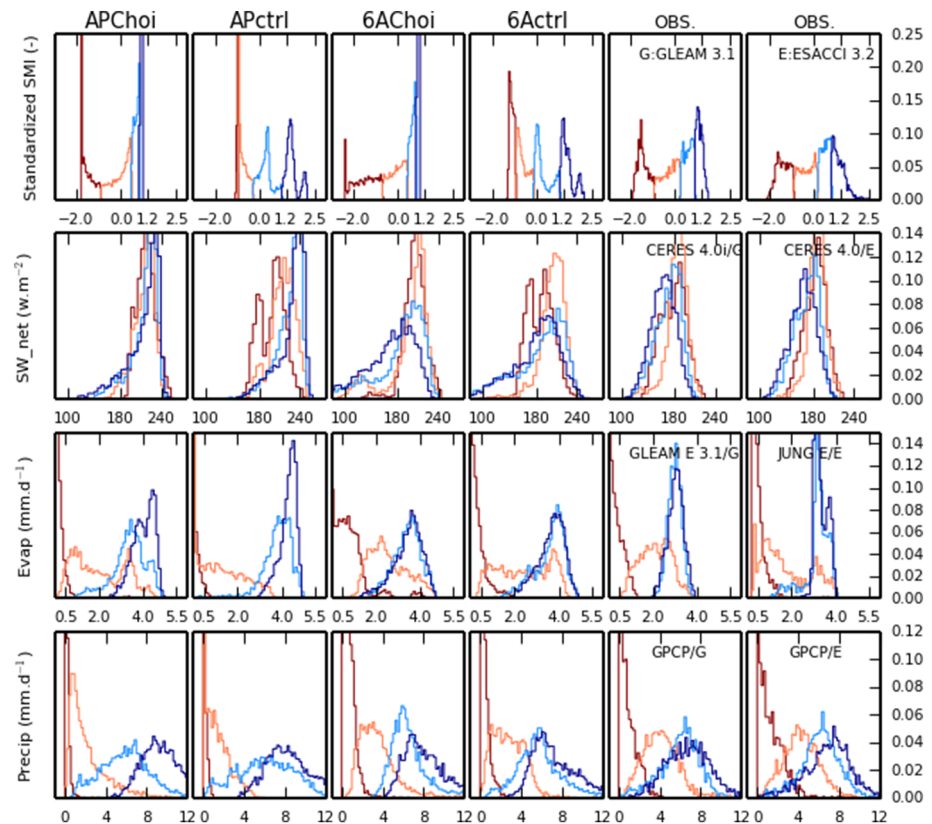 APChoi APctrl 6AChoi 6Actrl OBS. OBS.
Standardized SMI (-)
G:GLEAM 3.1 E:ESACCI 3.2
0.25
0.20
0.15
0.10
0.05
0.00
−2.0 0.0 1.2 2.5 −2.0 0.0 1.2 2.5 −2.0 0.0 1.2 2.5 −2.0 0.0 1.2 2.5 −2.0 0.0 1.2 2.5 −2.0 0.0 1.2 2.5
SW_net (w.m⁻²)
CERES 4.0i/G CERES 4.0/E
0.14
0.12
0.10
0.08
0.06
0.04
0.02
0.00
100 180 240 100 180 240 100 180 240 100 180 240 100 180 240 100 180 240
Evap (mm.d⁻¹)
GLEAM E 3.1/G JUNG E/E
0.14
0.12
0.10
0.08
0.06
0.04
0.02
0.00
0.5 2.0 4.0 5.5 0.5 2.0 4.0 5.5 0.5 2.0 4.0 5.5 0.5 2.0 4.0 5.5 0.5 2.0 4.0 5.5 0.5 2.0 4.0 5.5
Precip (mm.d⁻¹)
GPCP/G GPCP/E
0.12
0.10
0.08
0.06
0.04
0.02
0.00
0 4 8 12 0 4 8 12 0 4 8 12 0 4 8 12 0 4 8 12 0 4 8 12